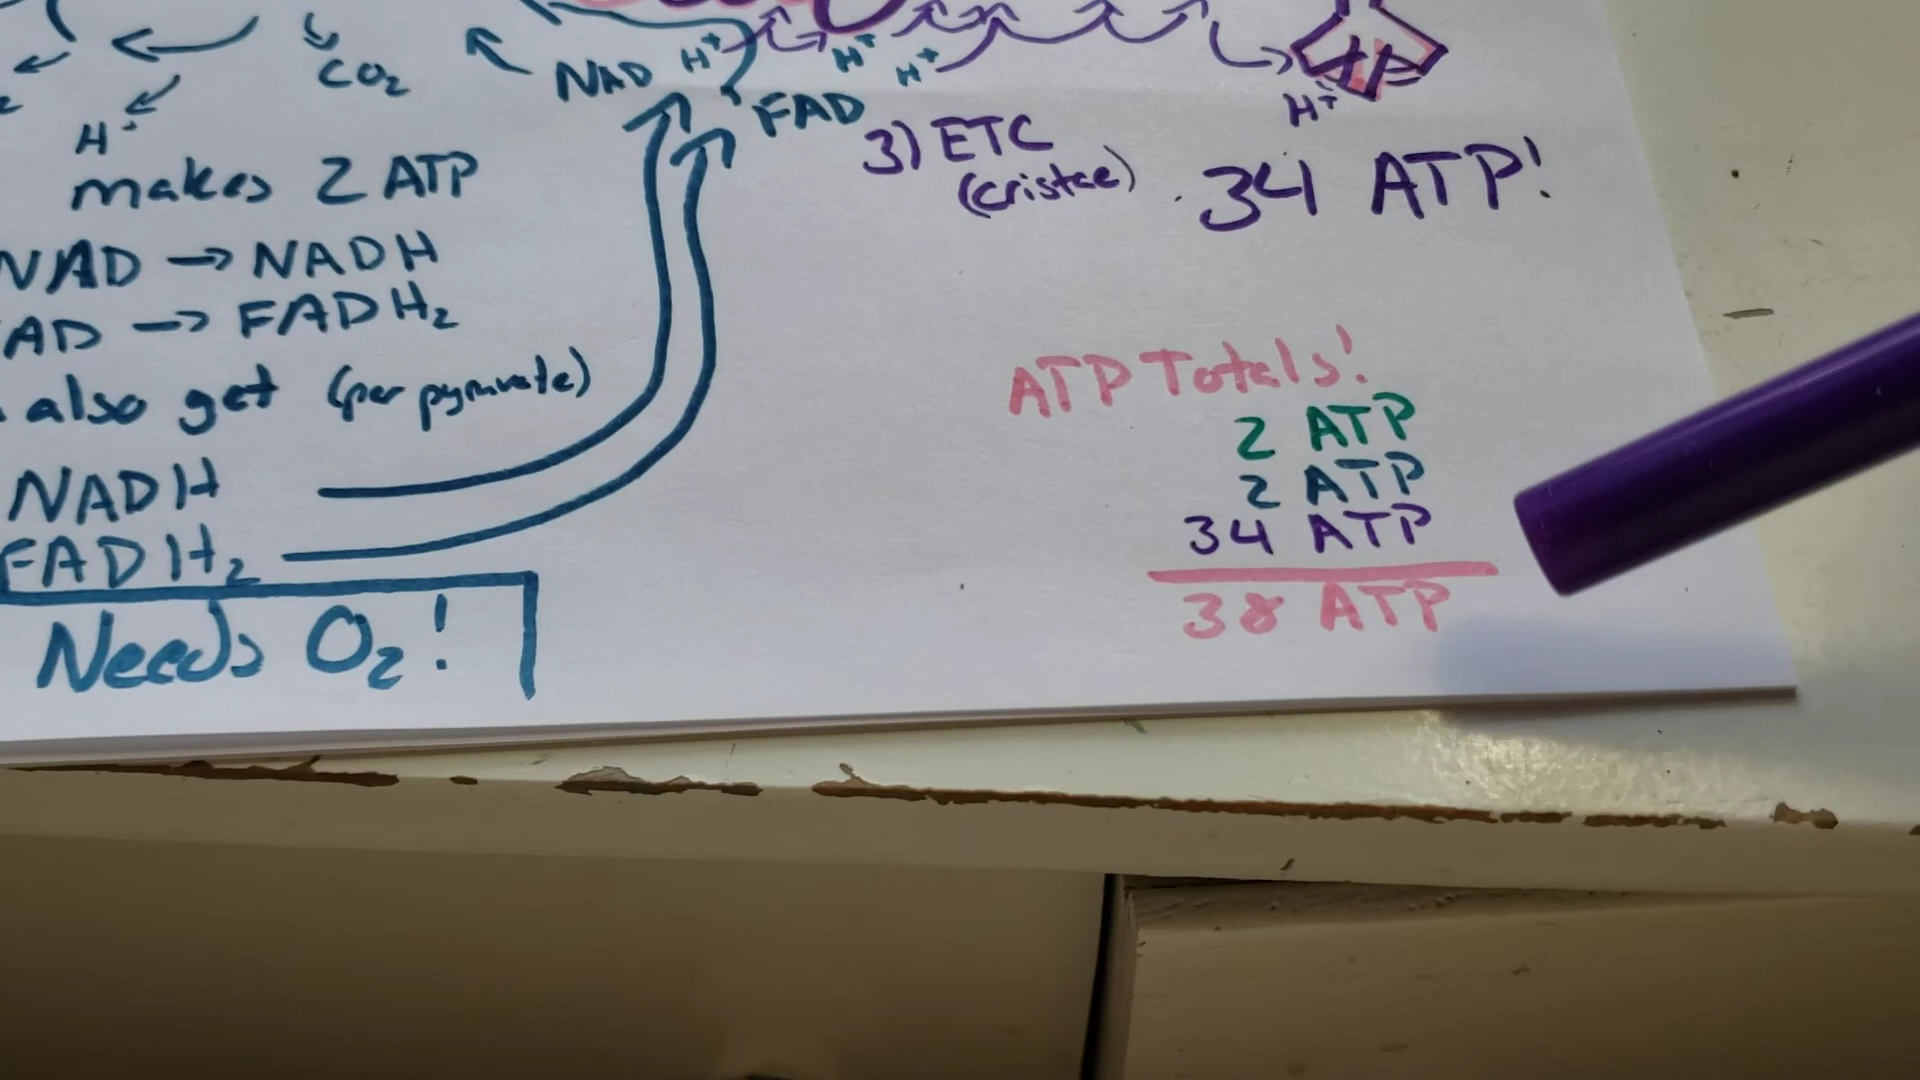 CO₂
H⁺
makes 2 ATP
NAD → NADH
AD → FADH₂
also get (per pyruvate)
NADH
FADH₂
Needs O₂!
NAD
H⁺
FAD
H⁺
H⁺
H⁺
3) ETC
(cristae)
34 ATP!
ATP Totals!
2 ATP
2 ATP
34 ATP
38 ATP